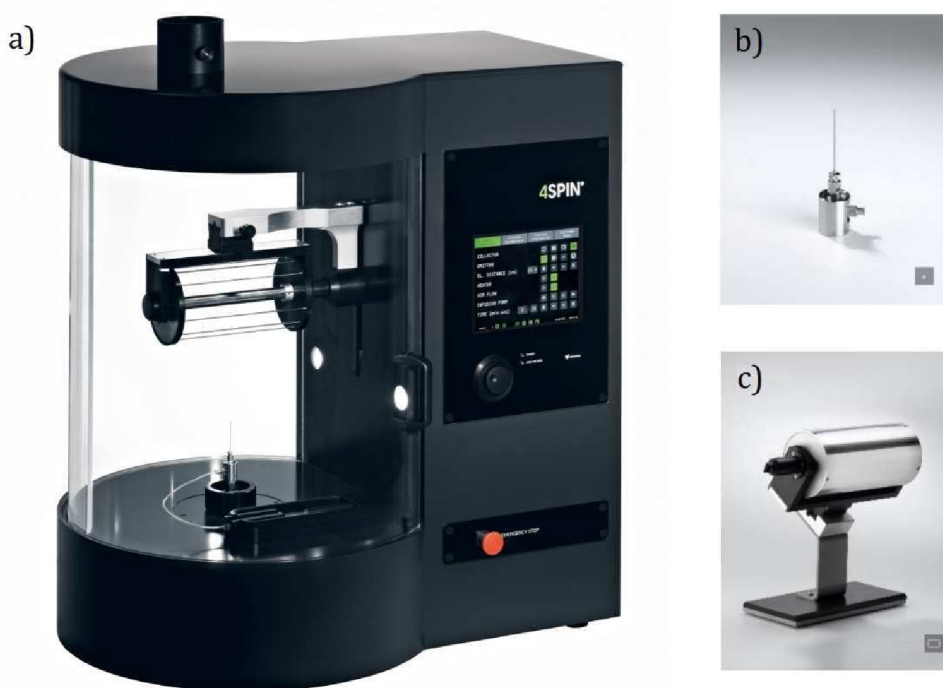 a)
4SPIN®
COLLECTOR
EMITTER
EL. DISTANCE [cm]
HEATER
AIR FLOW
INFUSION PUMP
TIME [min:sec]
EMERGENCY STOP
b)
c)